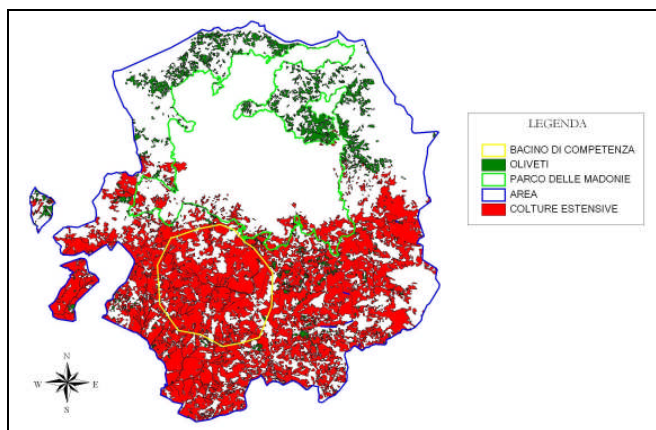 LEGENDA
BACINO DI COMPETENZA
OLIVETI
PARCO DELLE MADONIE
AREA
COLTURE ESTENSIVE
N
W E
S